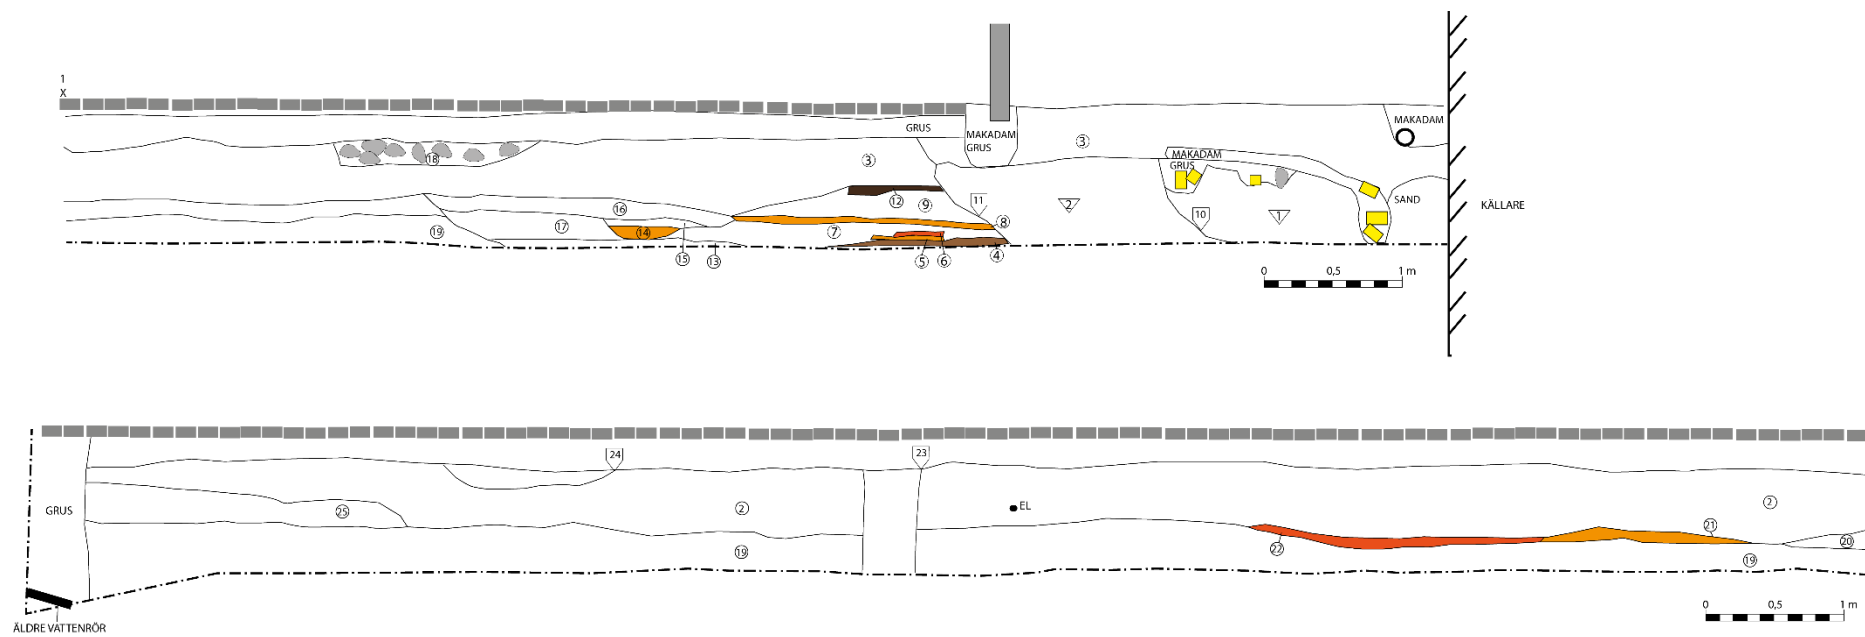 1
X
GRUS
MAKADAM
GRUS
3
MAKADAM
18
3
MAKADAM
GRUS
12
9
11
2
10
1
SAND
KÄLLARE
16
8
19
17
14
7
15
13
5
6
4
0 0,5 1 m
24
23
GRUS
25
2
EL
2
21
19
22
20
19
0 0,5 1 m
ÄLDRE VATTENRÖR